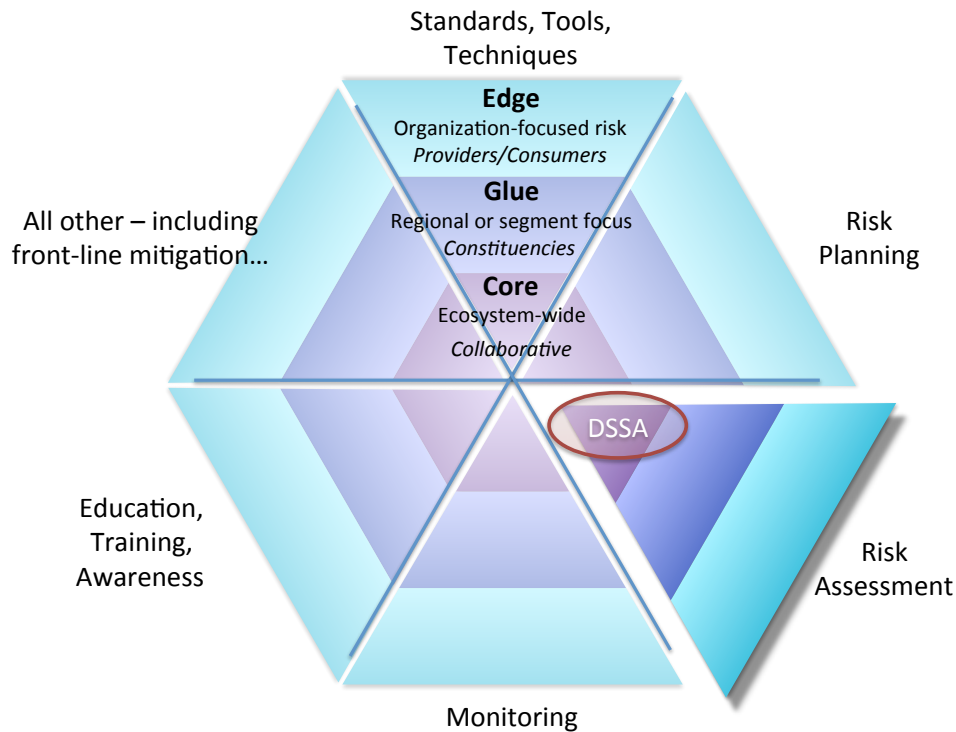 Standards, Tools,
Techniques
Edge
Organization-focused risk
Providers/Consumers
Glue
Regional or segment focus
Constituencies
Core
Ecosystem-wide
Collaborative
All other – including
front-line mitigation…
Risk
Planning
DSSA
Education,
Training,
Awareness
Risk
Assessment
Monitoring